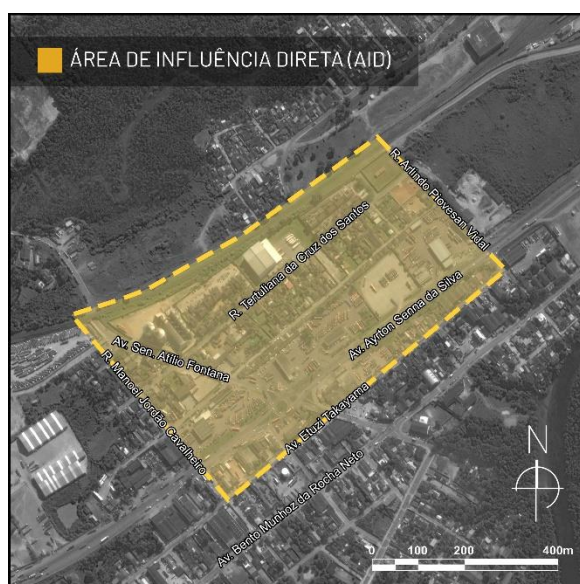 ÁREA DE INFLUÊNCIA DIRETA (AID)
R. Arlindo Piovesan Vidal
R. Tertuliana da Cruz dos Santos
Av. Ayrton Senna da Silva
Av. Sen. Atílio Fontana
R. Manoel Jordão Cavalheiro
Av. Etuzi Takayama
Av. Bento Munhoz da Rocha Neto
N
0 100 200 400m